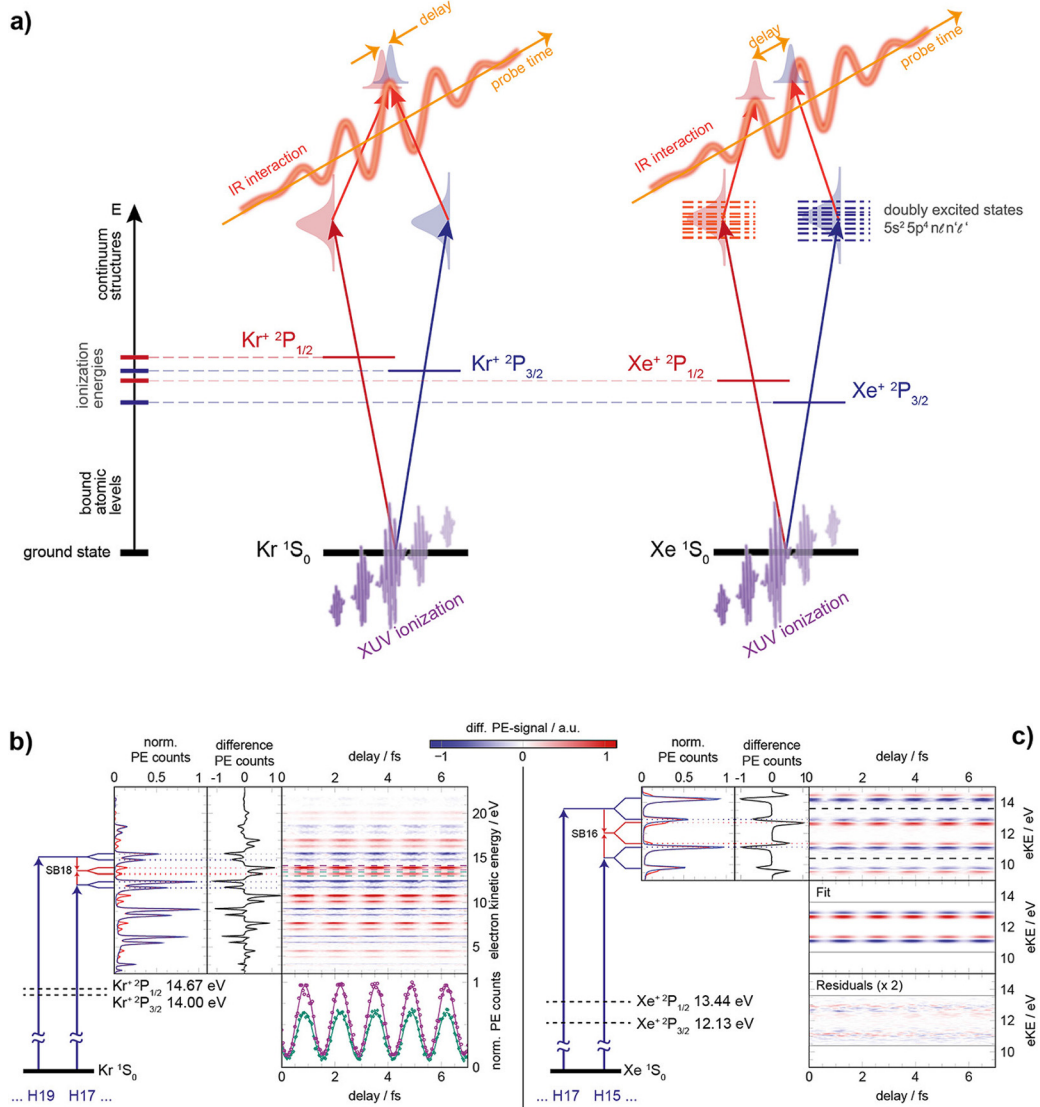 a)
delay
probe time
IR interaction
delay
probe time
IR interaction
E
continuum
structures
doubly excited states
5s² 5p⁴ nℓ n'ℓ'
Kr⁺ ²P₁/₂
Kr⁺ ²P₃/₂
Xe⁺ ²P₁/₂
Xe⁺ ²P₃/₂
ionization
energies
bound
atomic
levels
ground state
Kr ¹S₀
Xe ¹S₀
XUV ionization
XUV ionization
b)
diff. PE-signal / a.u.
−1 0 1
c)
norm.
PE counts
difference
PE counts
delay / fs
0 0.5 1
-1 0 1
0 2 4 6
20
15
10
5
electron kinetic energy / eV
SB18
Kr⁺ ²P₁/₂ 14.67 eV
Kr⁺ ²P₃/₂ 14.00 eV
1
0
norm. PE counts
0 2 4 6
delay / fs
Kr ¹S₀
... H19 H17 ...
norm.
PE counts
difference
PE counts
delay / fs
0 0.5 1
-1 0 1
0 2 4 6
14
12
10
eKE / eV
SB16
Fit
14
12
10
eKE / eV
Residuals (x 2)
14
12
10
eKE / eV
Xe⁺ ²P₁/₂ 13.44 eV
Xe⁺ ²P₃/₂ 12.13 eV
0 2 4 6
delay / fs
Xe ¹S₀
... H17 H15 ...